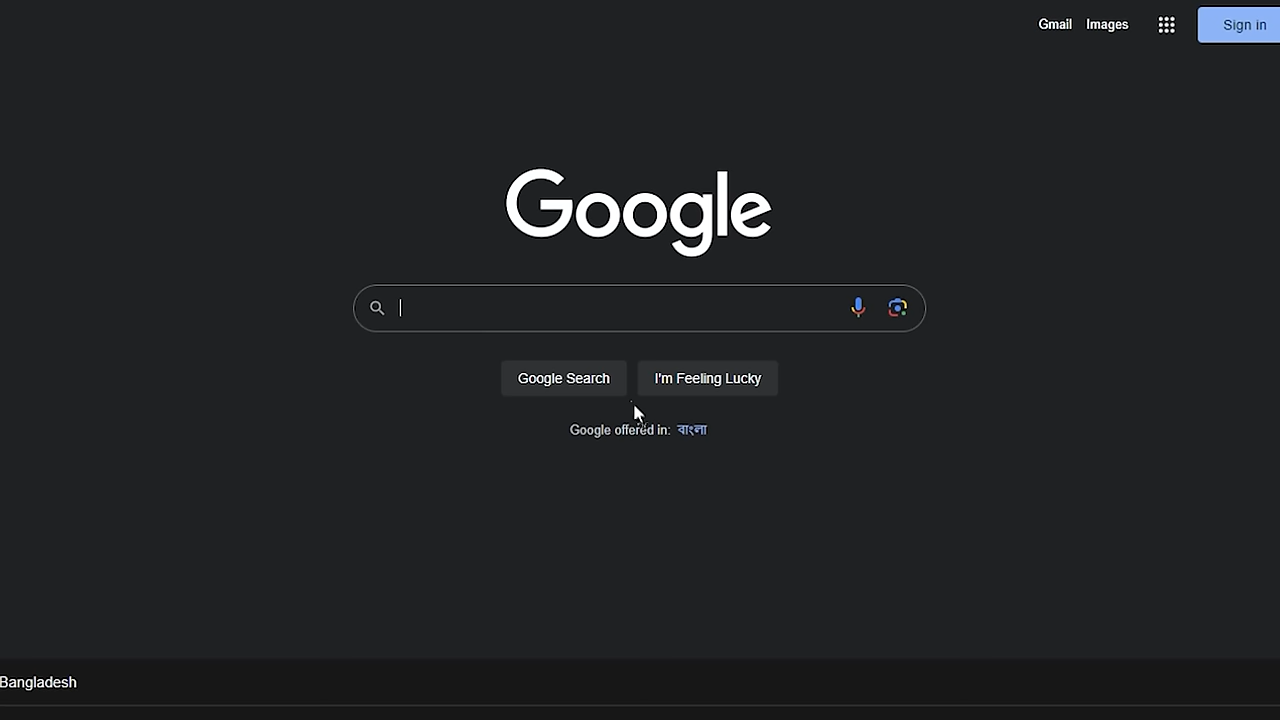 Gmail Images Sign in
Google
Google Search I'm Feeling Lucky
Google offered in: বাংলা
Bangladesh